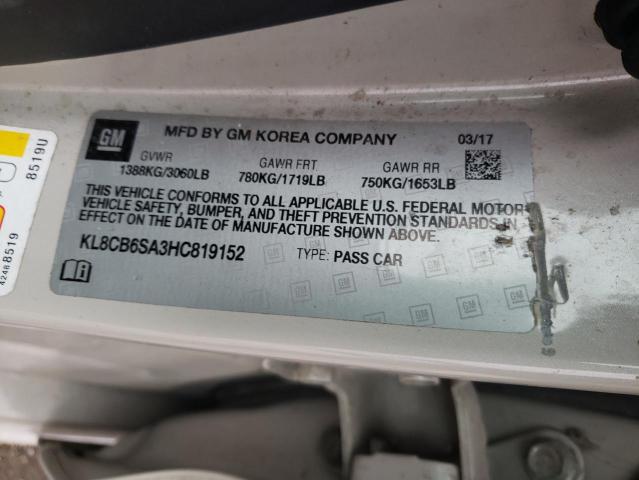 GM MFD BY GM KOREA COMPANY 03/17
GVWR GAWR FRT GAWR RR
1388KG/3060LB 780KG/1719LB 750KG/1653LB
THIS VEHICLE CONFORMS TO ALL APPLICABLE U.S. FEDERAL MOTOR
VEHICLE SAFETY, BUMPER, AND THEFT PREVENTION STANDARDS IN
EFFECT ON THE DATE OF MANUFACTURE SHOWN ABOVE.
KL8CB6SA3HC819152 TYPE: PASS CAR
8519U
42488519